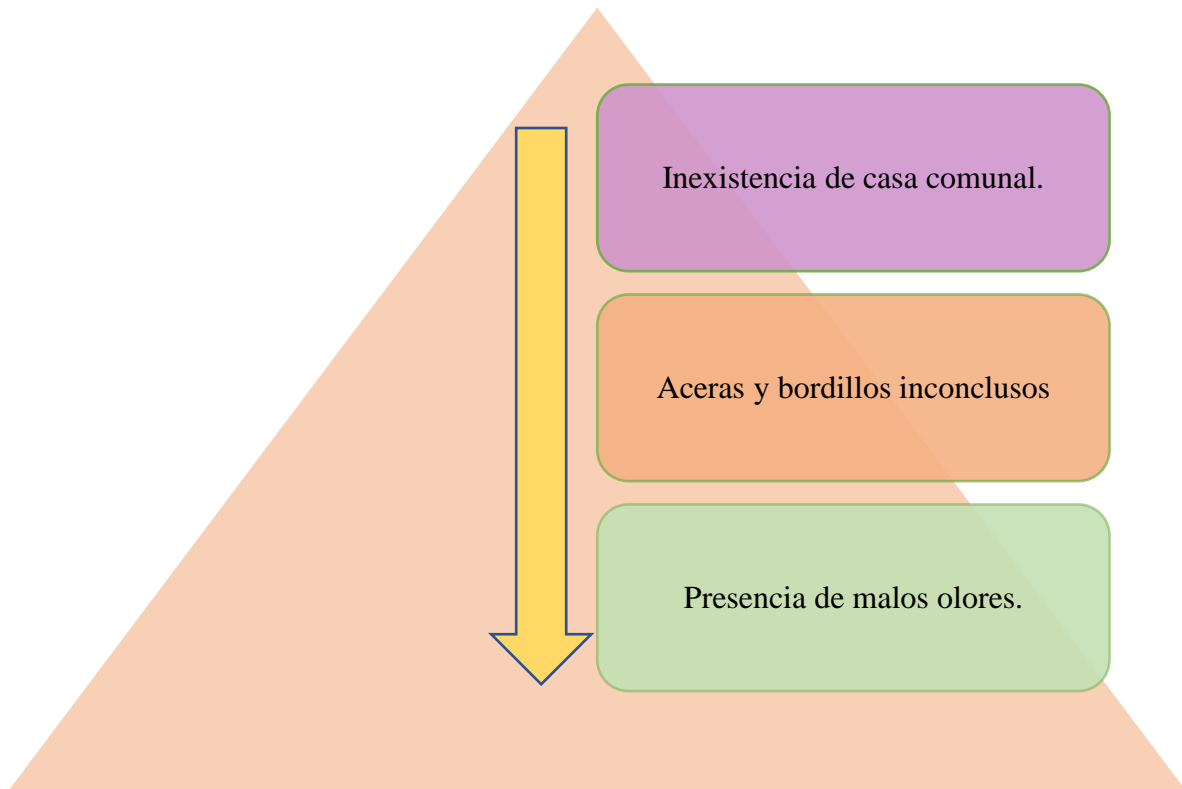 Inexistencia de casa comunal.
Aceras y bordillos inconclusos
Presencia de malos olores.